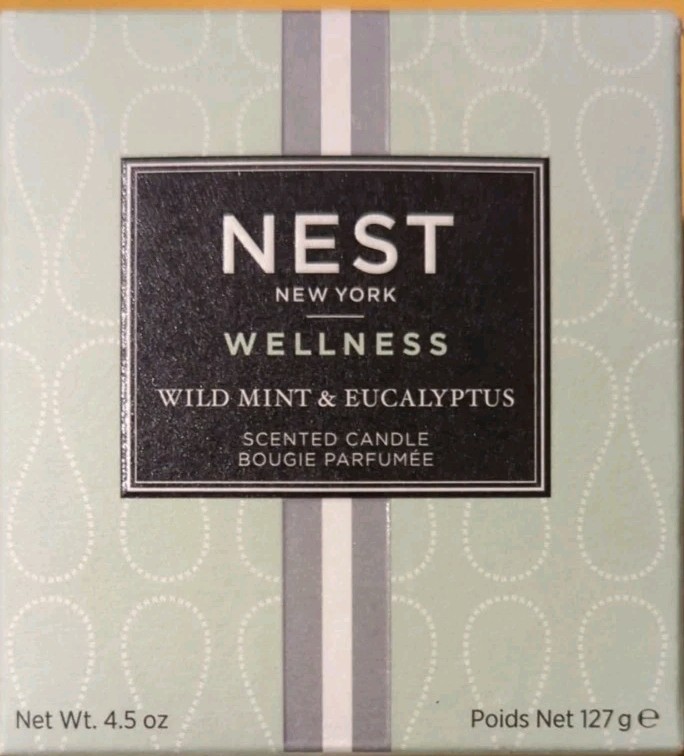 NEST
NEW YORK
WELLNESS
WILD MINT & EUCALYPTUS
SCENTED CANDLE
BOUGIE PARFUMÉE
Net Wt. 4.5 oz
Poids Net 127 g ℮